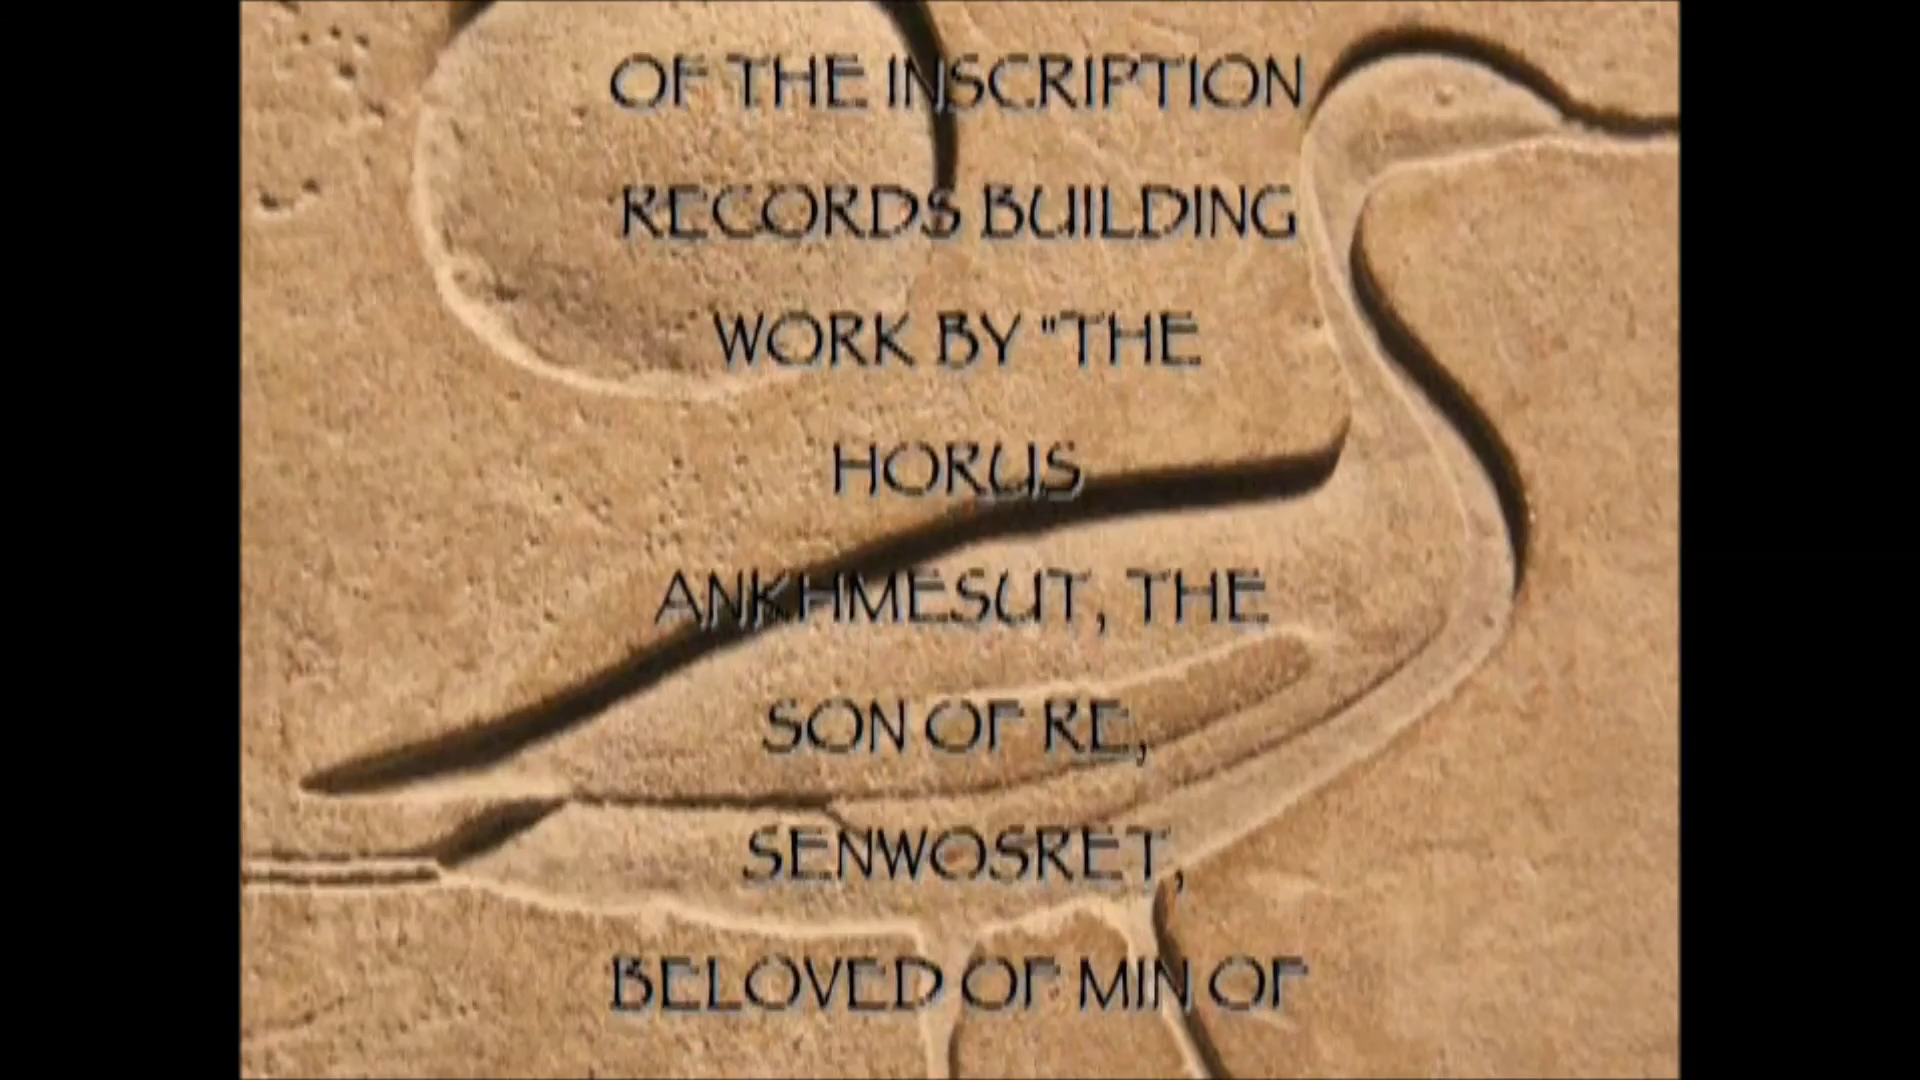 OF THE INSCRIPTION
RECORDS BUILDING
WORK BY "THE
HORUS
ANKHMESUT, THE
SON OF RE,
SENWOSRET,
BELOVED OF MIN OF